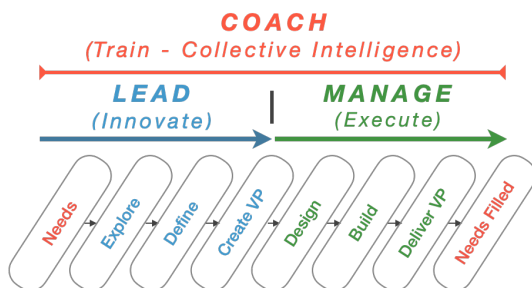 COACH
(Train - Collective Intelligence)
LEAD
(Innovate)
MANAGE
(Execute)
Needs
Explore
Define
Create VP
Design
Build
Deliver VP
Needs Filled